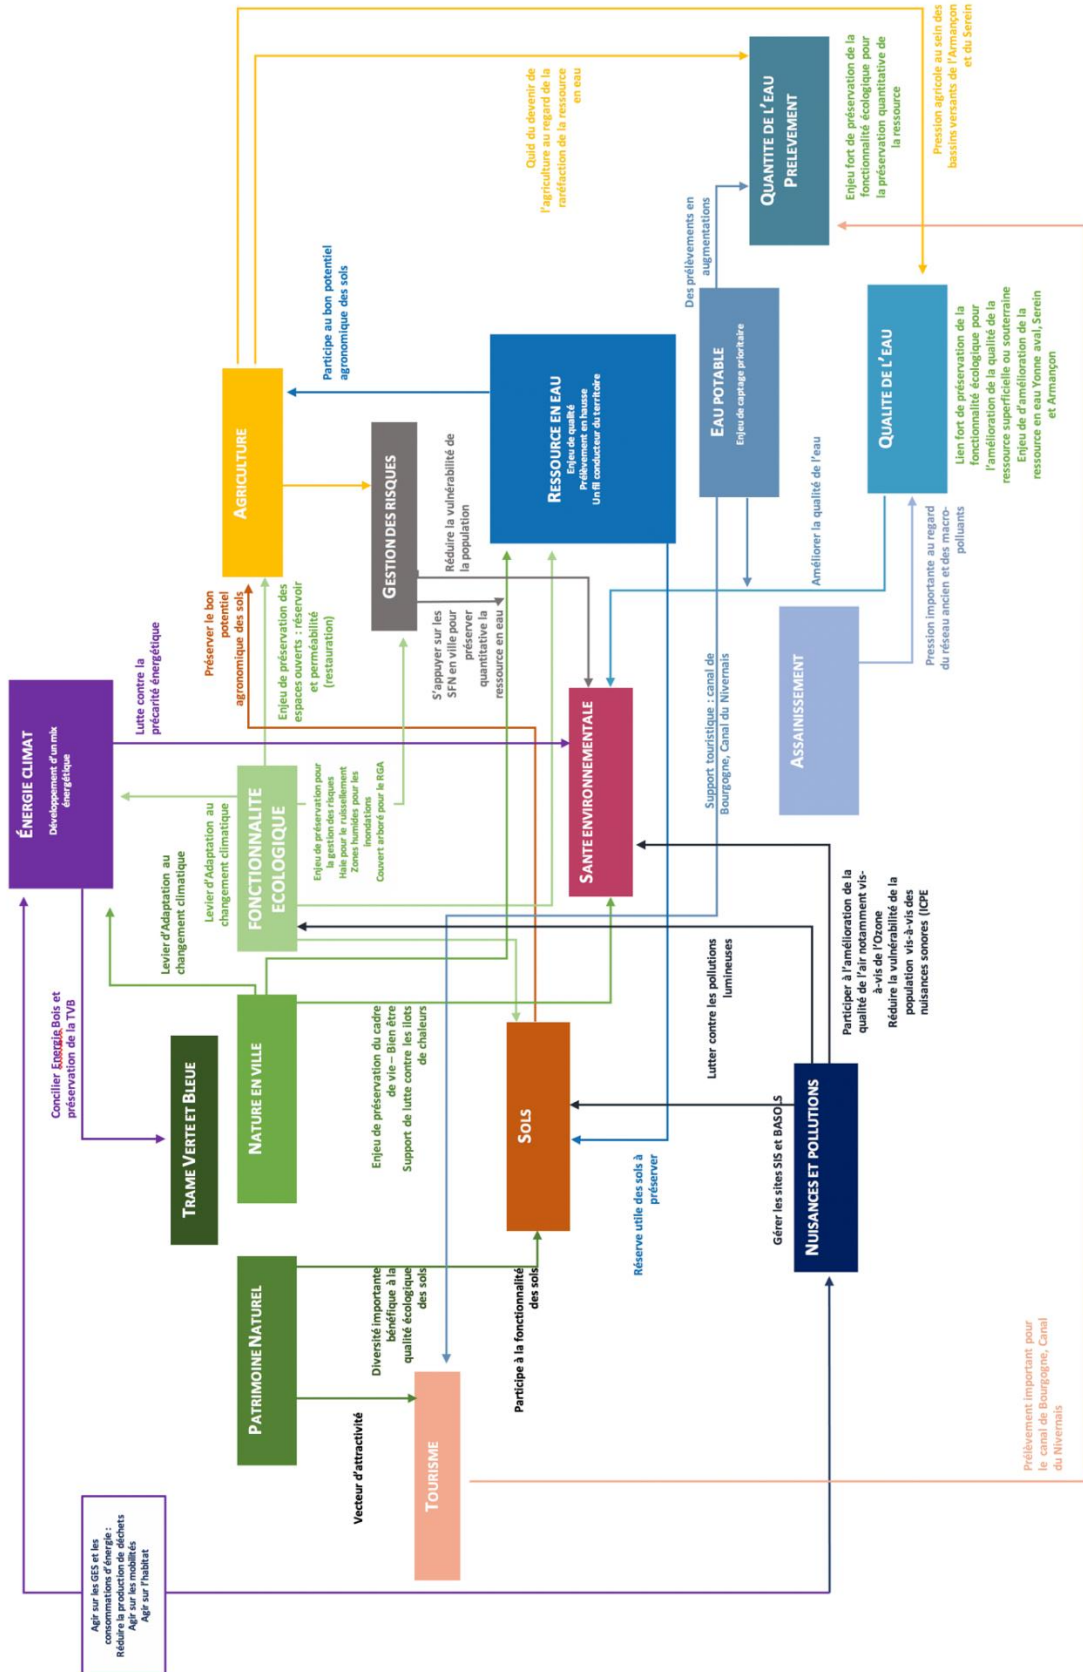 Agir sur les GES et les
consommations d'énergie :
Réduire la production de déchets
Agir sur les mobilités
Agir sur l'habitat
Concilier Energie Bois et
préservation de la TVB
ÉNERGIE CLIMAT
Développement d'un mix
énergétique
Lutte contre la
précarité énergétique
Levier d'Adaptation au
changement climatique
TRAME VERTE ET BLEUE
Levier d'Adaptation au
changement climatique
Préserver le bon
potentiel
agronomique des sols
PATRIMOINE NATUREL
NATURE EN VILLE
FONCTIONNALITE
ECOLOGIQUE
Enjeu de préservation des
espaces ouverts : réservoir
et perméabilité
(restauration)
AGRICULTURE
Enjeu de préservation pour
la gestion des risques
Haie pour le ruissellement
Zones humides pour les
inondations
Couvert arboré pour le RGA
Participe au bon potentiel
agronomique des sols
Vecteur d'attractivité
Diversité importante
bénéfique à la
qualité écologique
des sols
Enjeu de préservation du cadre
de vie – Bien être
Support de lutte contre les ilots
de chaleurs
GESTION DES RISQUES
TOURISME
S'appuyer sur les
SFN en ville pour
préserver
quantitative la
ressource en eau
Réduire la vulnérabilité de
la population
Quid du devenir de
l'agriculture au regard de la
raréfaction de la ressource
en eau
Participe à la fonctionnalité
des sols
SOLS
SANTE ENVIRONNEMENTALE
RESSOURCE EN EAU
Enjeu de qualité
Prélèvement en hausse
Un fil conducteur du territoire
Réserve utile des sols à
préserver
Lutter contre les pollutions
lumineuses
Support touristique : canal de
Bourgogne, Canal du Nivernais
EAU POTABLE
Enjeu de captage prioritaire
Des prélèvements en
augmentations
QUANTITE DE L'EAU
PRELEVEMENT
Gérer les sites SIS et BASOLS
NUISANCES ET POLLUTIONS
ASSAINISSEMENT
Améliorer la qualité de l'eau
Participer à l'amélioration de la
qualité de l'air notamment vis-
à-vis de l'Ozone
Réduire la vulnérabilité de la
population vis-à-vis des
nuisances sonores (ICPE
QUALITE DE L'EAU
Enjeu fort de préservation de la
fonctionnalité écologique pour
la préservation quantitative de
la ressource
Pression importante au regard
du réseau ancien et des macro-
polluants
Pression agricole au sein des
bassins versants de l'Armançon
et du Serein
Lien fort de préservation de la
fonctionnalité écologique pour
l'amélioration de la qualité de la
ressource superficielle ou souterraine
Enjeu de d'amélioration de la
ressource en eau Yonne aval, Serein
et Armançon
Prélèvement important pour
le canal de Bourgogne, Canal
du Nivernais